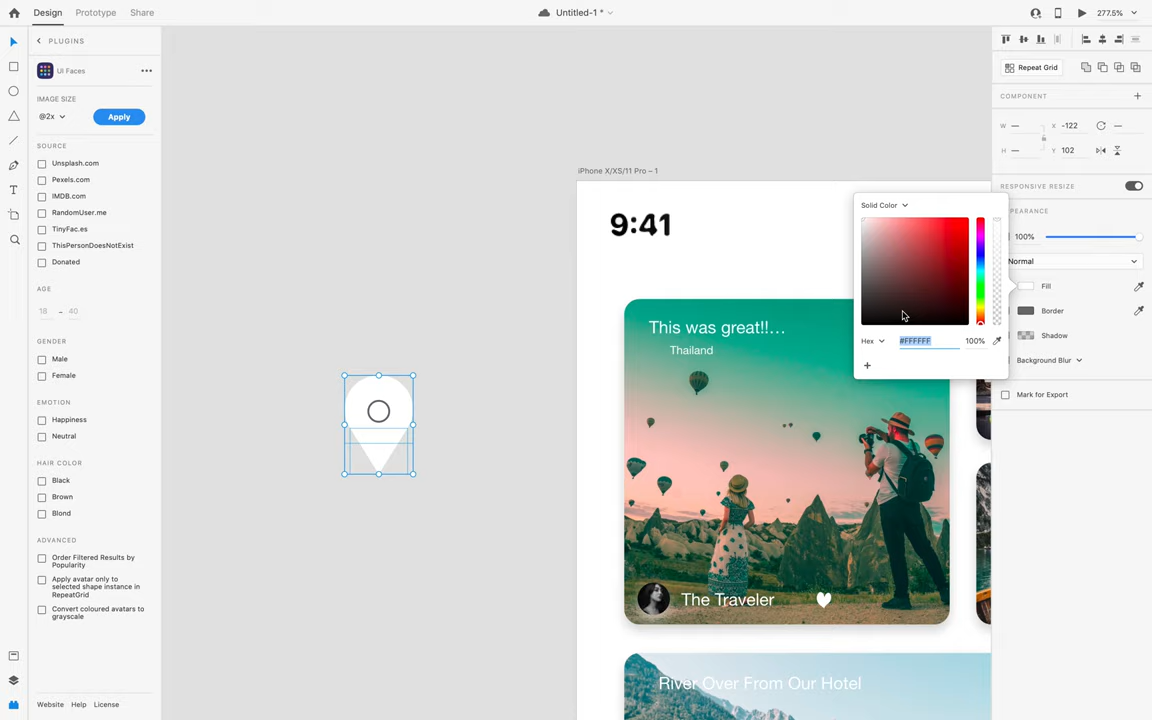 Design
Prototype
Share
Untitled-1 *
277.5%
PLUGINS
UI Faces
IMAGE SIZE
@2x
Apply
SOURCE
Unsplash.com
Pexels.com
IMDB.com
RandomUser.me
TinyFac.es
ThisPersonDoesNotExist
Donated
AGE
18 – 40
GENDER
Male
Female
EMOTION
Happiness
Neutral
HAIR COLOR
Black
Brown
Blond
ADVANCED
Order Filtered Results by
Popularity
Apply avatar only to
selected shape instance in
RepeatGrid
Convert coloured avatars to
grayscale
Website Help License
iPhone X/XS/11 Pro – 1
9:41
This was great!!...
Thailand
The Traveler
River Over From Our Hotel
Solid Color
Hex
#FFFFFF
100%
Repeat Grid
COMPONENT
W — X -122 —
H — Y 102
RESPONSIVE RESIZE
PPEARANCE
100%
Normal
Fill
Border
Shadow
Background Blur
Mark for Export